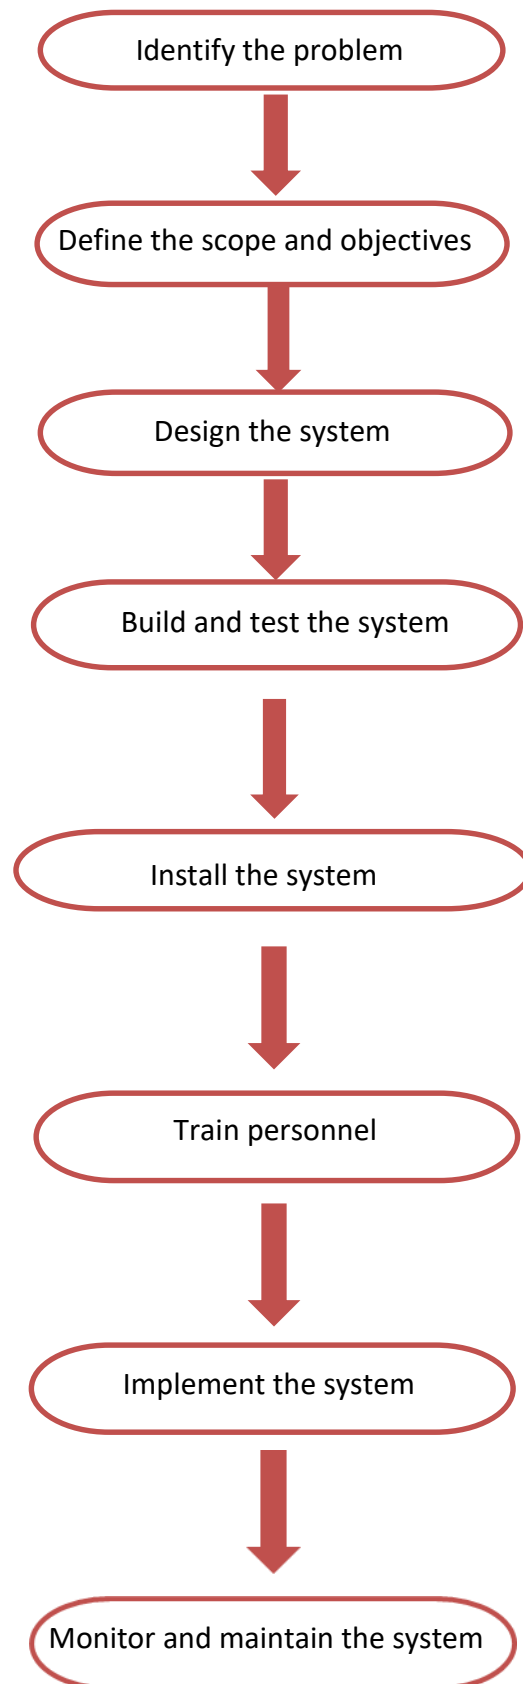 Identify the problem
Define the scope and objectives
Design the system
Build and test the system
Install the system
Train personnel
Implement the system
Monitor and maintain the system